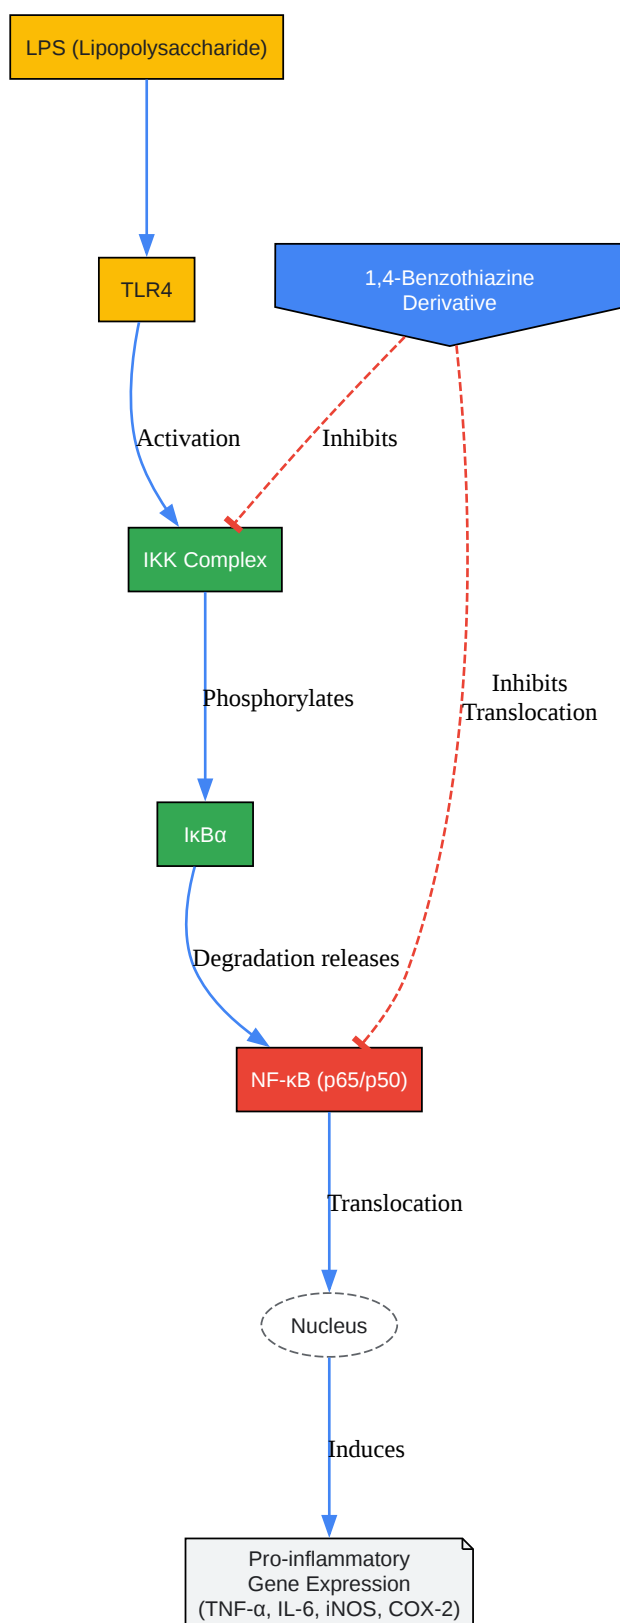 LPS (Lipopolysaccharide)
TLR4
1,4-Benzothiazine
Derivative
Activation
Inhibits
IKK Complex
Phosphorylates
Inhibits
Translocation
IκBα
Degradation releases
NF-κB (p65/p50)
Translocation
Nucleus
Induces
Pro-inflammatory
Gene Expression
(TNF-α, IL-6, iNOS, COX-2)